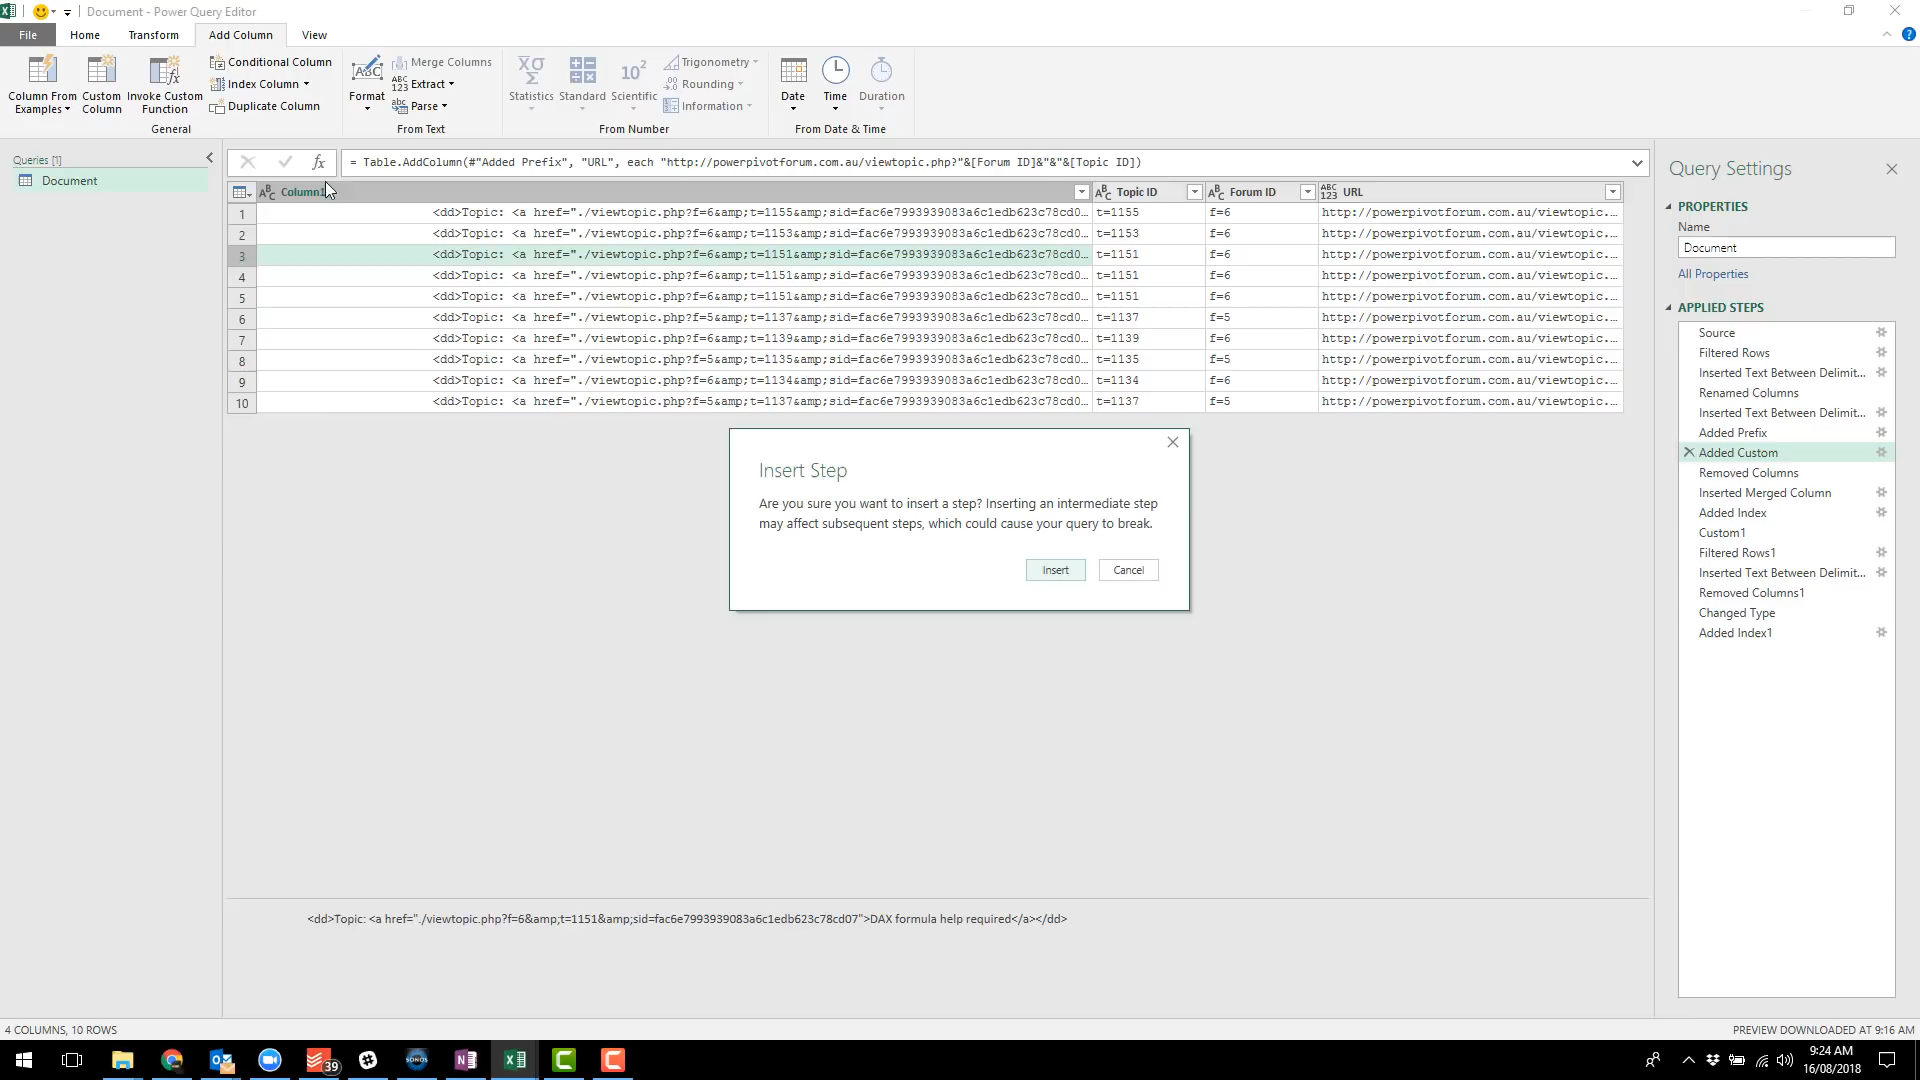 Document - Power Query Editor
File
Home
Transform
Add Column
View
Column From Examples
Custom Column
Invoke Custom Function
Conditional Column
Index Column
Duplicate Column
General
Format
Merge Columns
Extract
Parse
From Text
Statistics
Standard
Scientific
Trigonometry
Rounding
Information
From Number
Date
Time
Duration
From Date & Time
Queries [1]
Document
= Table.AddColumn(#"Added Prefix", "URL", each "http://powerpivotforum.com.au/viewtopic.php?"&[Forum ID]&"&"&[Topic ID])
Column1 Topic ID Forum ID URL
1 <dd>Topic: <a href="./viewtopic.php?f=6&amp;t=1155&amp;sid=fac6e7993939083a6c1edb623c78cd0... t=1155 f=6 http://powerpivotforum.com.au/viewtopic....
2 <dd>Topic: <a href="./viewtopic.php?f=6&amp;t=1153&amp;sid=fac6e7993939083a6c1edb623c78cd0... t=1153 f=6 http://powerpivotforum.com.au/viewtopic....
3 <dd>Topic: <a href="./viewtopic.php?f=6&amp;t=1151&amp;sid=fac6e7993939083a6c1edb623c78cd0... t=1151 f=6 http://powerpivotforum.com.au/viewtopic....
4 <dd>Topic: <a href="./viewtopic.php?f=6&amp;t=1151&amp;sid=fac6e7993939083a6c1edb623c78cd0... t=1151 f=6 http://powerpivotforum.com.au/viewtopic....
5 <dd>Topic: <a href="./viewtopic.php?f=6&amp;t=1151&amp;sid=fac6e7993939083a6c1edb623c78cd0... t=1151 f=6 http://powerpivotforum.com.au/viewtopic....
6 <dd>Topic: <a href="./viewtopic.php?f=5&amp;t=1137&amp;sid=fac6e7993939083a6c1edb623c78cd0... t=1137 f=5 http://powerpivotforum.com.au/viewtopic....
7 <dd>Topic: <a href="./viewtopic.php?f=6&amp;t=1139&amp;sid=fac6e7993939083a6c1edb623c78cd0... t=1139 f=6 http://powerpivotforum.com.au/viewtopic....
8 <dd>Topic: <a href="./viewtopic.php?f=5&amp;t=1135&amp;sid=fac6e7993939083a6c1edb623c78cd0... t=1135 f=5 http://powerpivotforum.com.au/viewtopic....
9 <dd>Topic: <a href="./viewtopic.php?f=6&amp;t=1134&amp;sid=fac6e7993939083a6c1edb623c78cd0... t=1134 f=6 http://powerpivotforum.com.au/viewtopic....
10 <dd>Topic: <a href="./viewtopic.php?f=5&amp;t=1137&amp;sid=fac6e7993939083a6c1edb623c78cd0... t=1137 f=5 http://powerpivotforum.com.au/viewtopic....
Insert Step
Are you sure you want to insert a step? Inserting an intermediate step
may affect subsequent steps, which could cause your query to break.
Insert
Cancel
<dd>Topic: <a href="./viewtopic.php?f=6&amp;t=1151&amp;sid=fac6e7993939083a6c1edb623c78cd07">DAX formula help required</a></dd>
Query Settings
PROPERTIES
Name
Document
All Properties
APPLIED STEPS
Source
Filtered Rows
Inserted Text Between Delimit...
Renamed Columns
Inserted Text Between Delimit...
Added Prefix
Added Custom
Removed Columns
Inserted Merged Column
Added Index
Custom1
Filtered Rows1
Inserted Text Between Delimit...
Removed Columns1
Changed Type
Added Index1
4 COLUMNS, 10 ROWS
PREVIEW DOWNLOADED AT 9:16 AM
39
SONOS
9:24 AM
16/08/2018